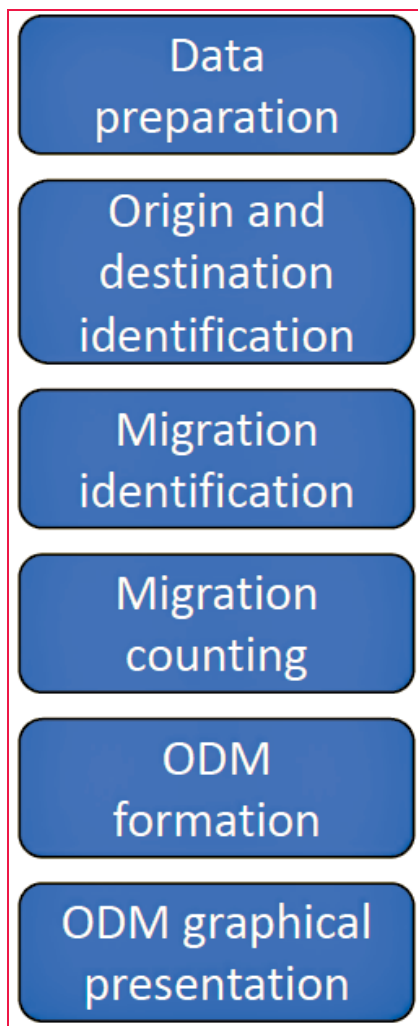 Data
preparation
Origin and
destination
identification
Migration
identification
Migration
counting
ODM
formation
ODM graphical
presentation